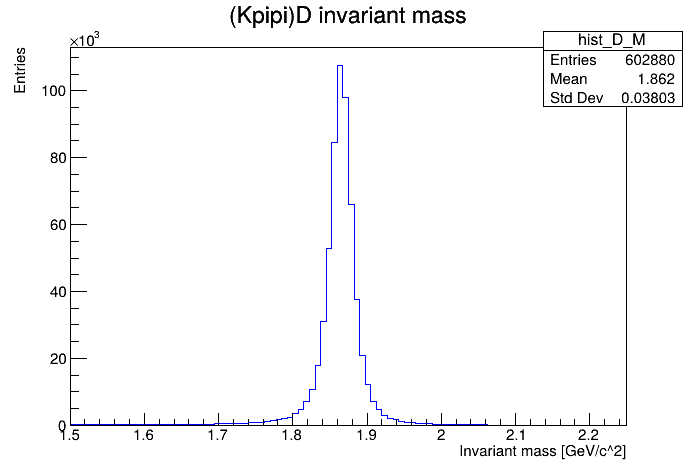 (Kpipi)D invariant mass
×10³
hist_D_M
Entries 602880
Mean 1.862
Std Dev 0.03803
Entries
100
80
60
40
20
0
1.5 1.6 1.7 1.8 1.9 2 2.1 2.2
Invariant mass [GeV/c^2]